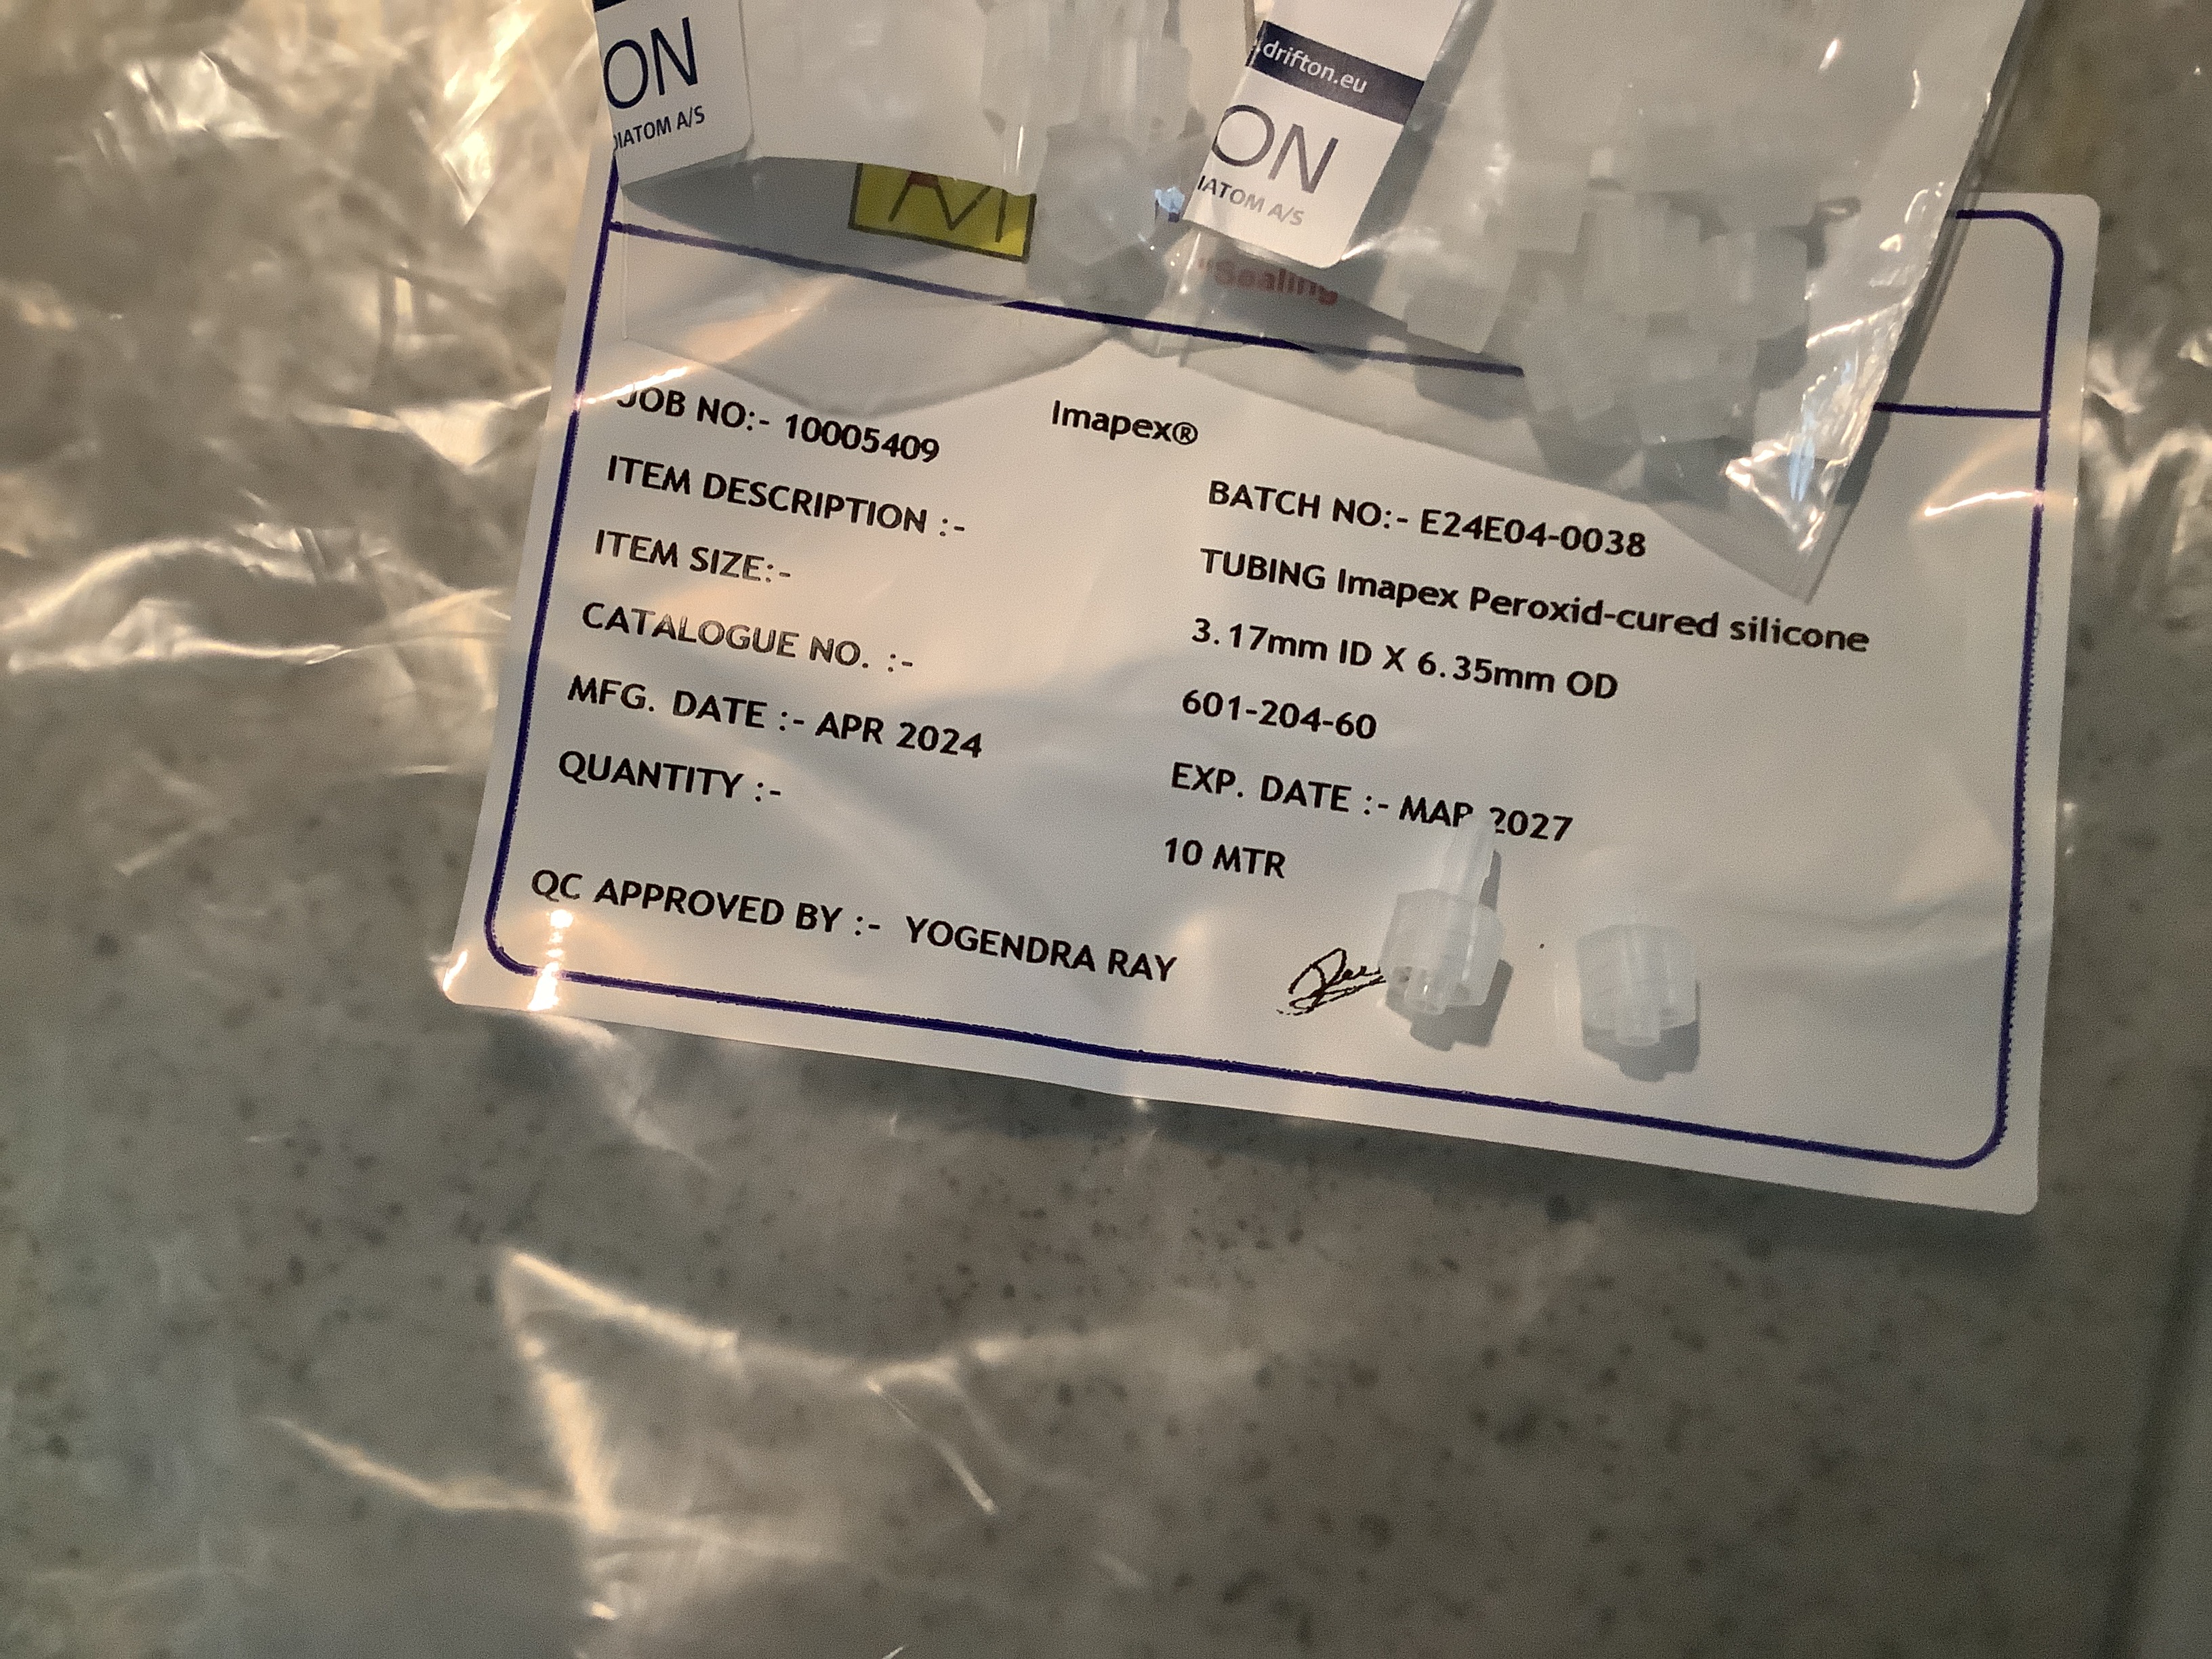 ON
DIATOM A/S
.drifton.eu
ON
IATOM A/S
"Sealing
Imapex®
JOB NO:- 10005409
BATCH NO:- E24E04-0038
ITEM DESCRIPTION :-
TUBING Imapex Peroxid-cured silicone
ITEM SIZE:-
3.17mm ID X 6.35mm OD
CATALOGUE NO. :-
601-204-60
MFG. DATE :- APR 2024
EXP. DATE :- MAR 2027
QUANTITY :-
10 MTR
QC APPROVED BY :- YOGENDRA RAY